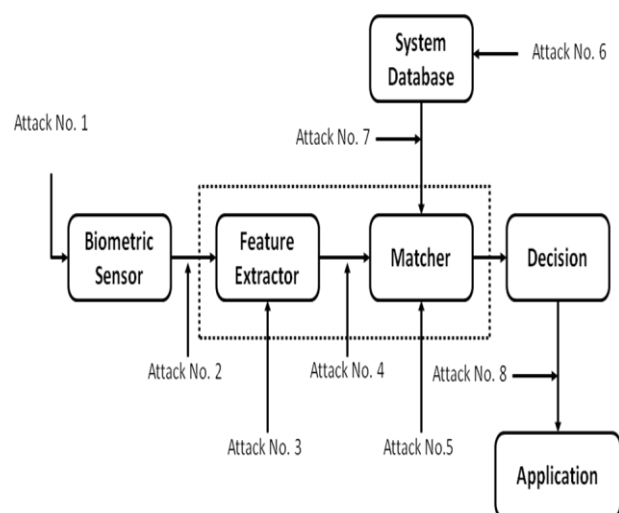 System
Database
Attack No. 6
Attack No. 1
Attack No. 7
Biometric
Sensor
Feature
Extractor
Matcher
Decision
Attack No. 2
Attack No. 4
Attack No. 8
Attack No. 3
Attack No.5
Application